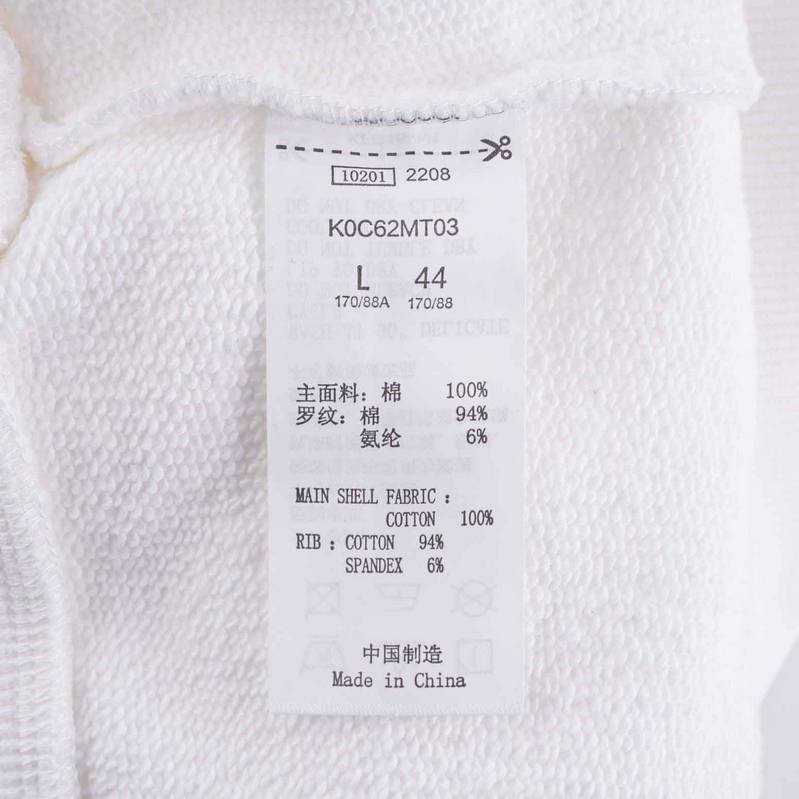 10201 2208
K0C62MT03
L 44
170/88A 170/88
主面料：棉 100%
罗纹：棉 94%
氨纶 6%
MAIN SHELL FABRIC :
COTTON 100%
RIB : COTTON 94%
SPANDEX 6%
中国制造
Made in China